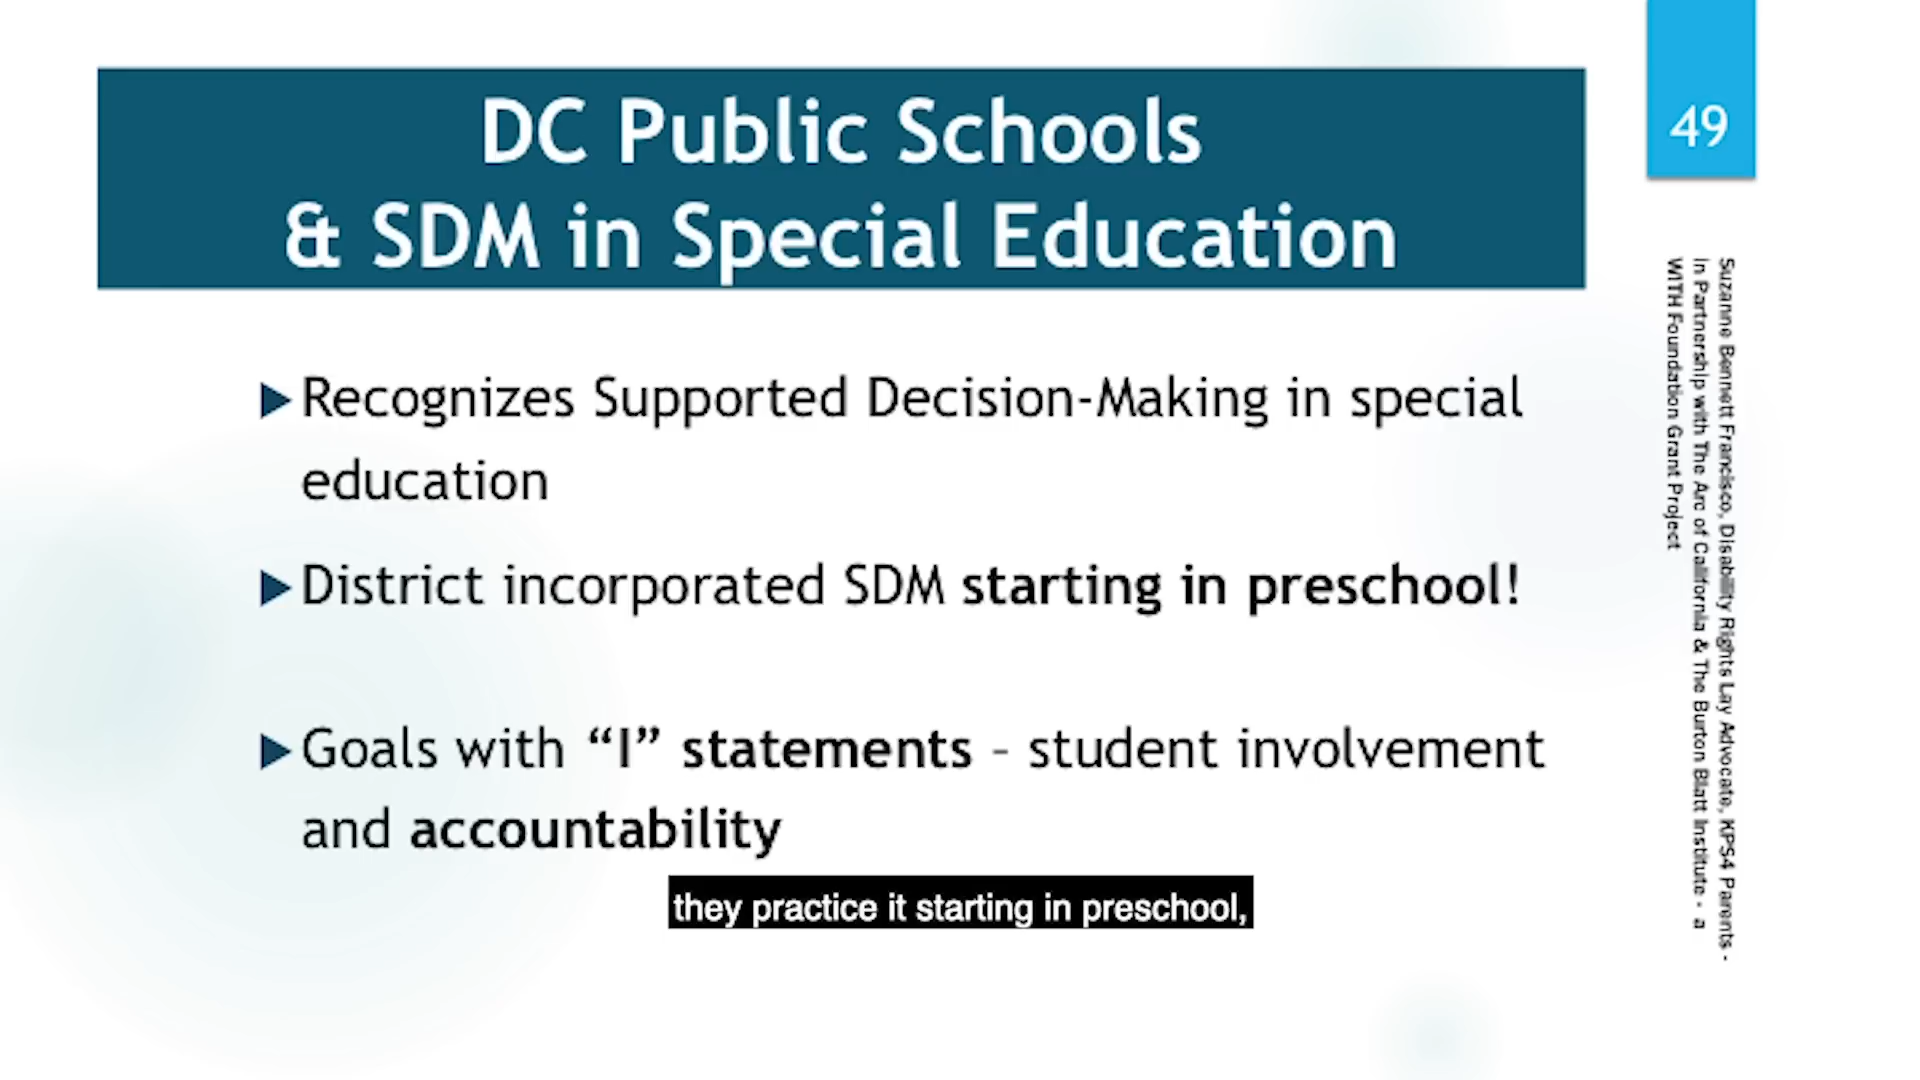 DC Public Schools
& SDM in Special Education
49
Recognizes Supported Decision-Making in special
education
District incorporated SDM starting in preschool!
Goals with “I” statements – student involvement
and accountability
they practice it starting in preschool,
Suzanne Bennett Francisco, Disability Rights Lay Advocate, KPS4 Parents -
in Partnership with The Arc of California & The Burton Blatt Institute - a
WITH Foundation Grant Project